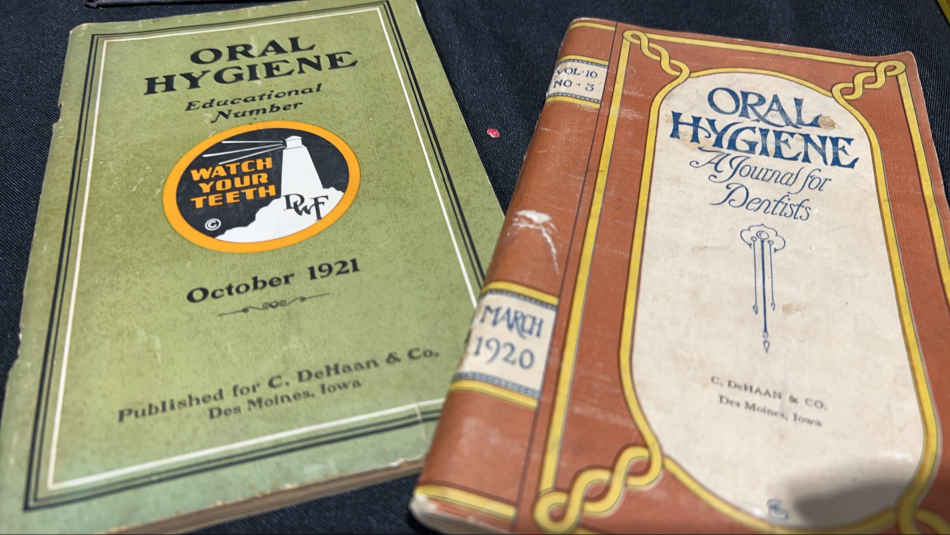 ORAL
HYGIENE
Educational
Number
WATCH
YOUR
TEETH
DWF
©
October 1921
Published for C. DeHaan & Co.
Des Moines, Iowa
VOL·10
NO·3
MARCH
1920
ORAL
HYGIENE
A Journal for
Dentists
C. DeHAAN & CO.
Des Moines, Iowa